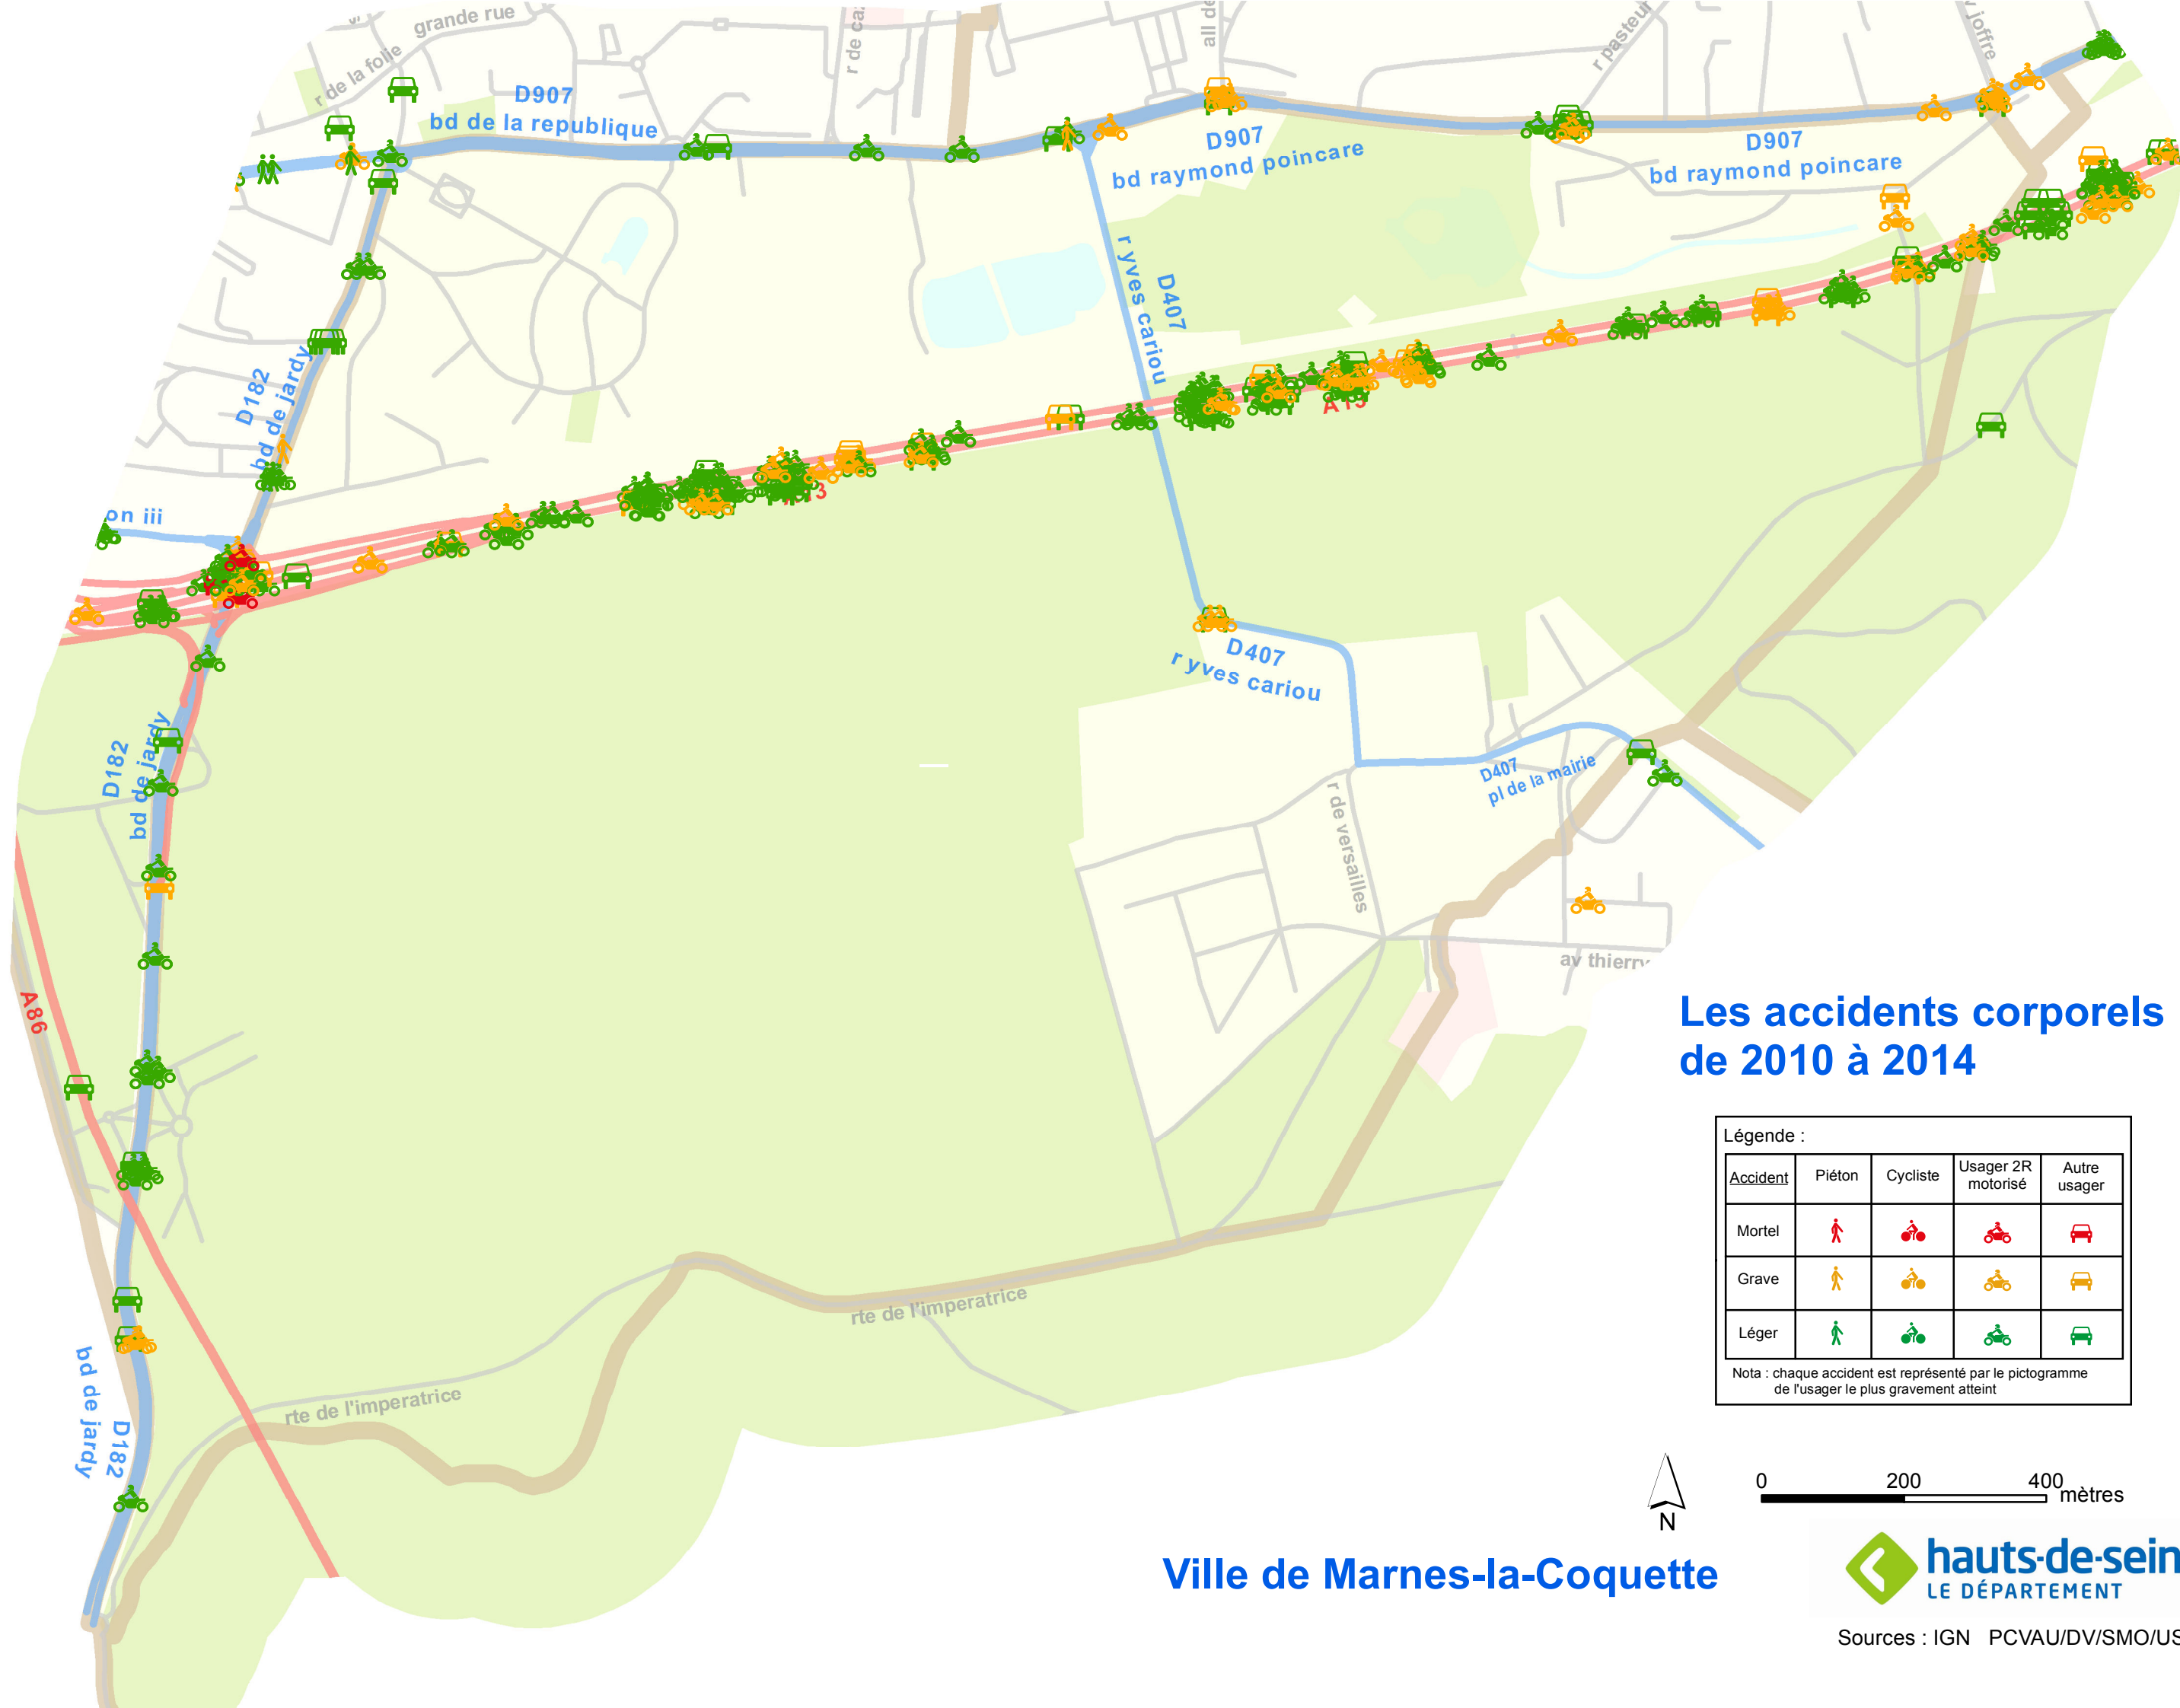 grande rue
r de la folie
D907
bd de la republique
all de
r pasteur
joffre
D907
bd raymond poincare
D907
bd raymond poincare
D407
r yves cariou
D182
bd de jardy
on iii
D407
r yves cariou
D182
bd de jardy
D407
pl de la mairie
r de versailles
av thierry
A86
Les accidents corporels
de 2010 à 2014
Légende :
Accident Piéton Cycliste Usager 2R motorisé Autre usager
Mortel
Grave
Léger
Nota : chaque accident est représenté par le pictogramme
de l'usager le plus gravement atteint
rte de l'imperatrice
rte de l'imperatrice
bd de jardy
D182
0 200 400 mètres
N
Ville de Marnes-la-Coquette
hauts-de-sein
LE DÉPARTEMENT
Sources : IGN PCVAU/DV/SMO/US